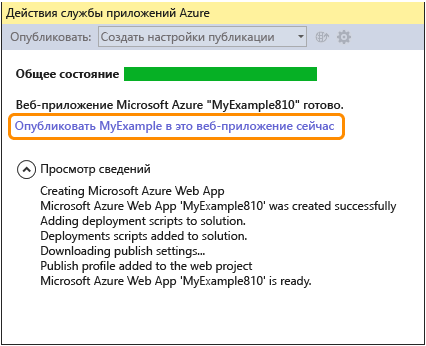 Действия службы приложений Azure
Опубликовать: Создать настройки публикации
Общее состояние
Веб-приложение Microsoft Azure "MyExample810" готово.
Опубликовать MyExample в это веб-приложение сейчас
Просмотр сведений
Creating Microsoft Azure Web App
Microsoft Azure Web App 'MyExample810' was created successfully
Adding deployment scripts to solution.
Deployments scripts added to solution.
Downloading publish settings...
Publish profile added to the web project
Microsoft Azure Web App 'MyExample810' is ready.